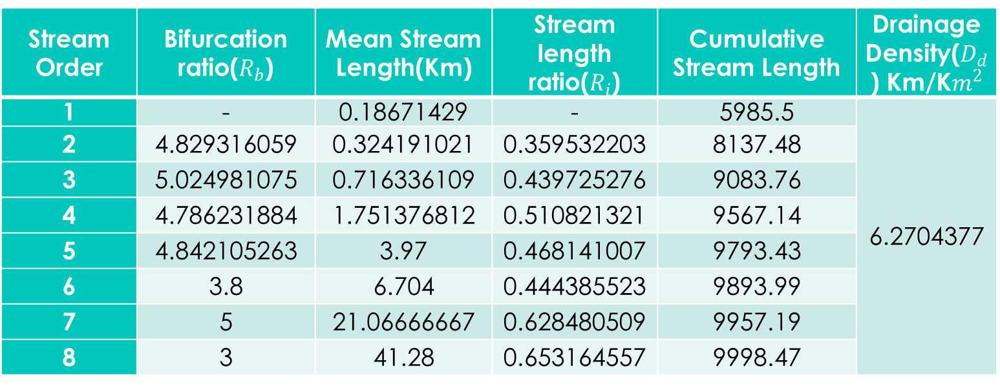 Stream Order | Bifurcation ratio(R_b) | Mean Stream Length(Km) | Stream length ratio(R_i) | Cumulative Stream Length | Drainage Density(D_d) Km/Km^2
1 | - | 0.18671429 | - | 5985.5 | 6.2704377
2 | 4.829316059 | 0.324191021 | 0.359532203 | 8137.48
3 | 5.024981075 | 0.716336109 | 0.439725276 | 9083.76
4 | 4.786231884 | 1.751376812 | 0.510821321 | 9567.14
5 | 4.842105263 | 3.97 | 0.468141007 | 9793.43
6 | 3.8 | 6.704 | 0.444385523 | 9893.99
7 | 5 | 21.06666667 | 0.628480509 | 9957.19
8 | 3 | 41.28 | 0.653164557 | 9998.47